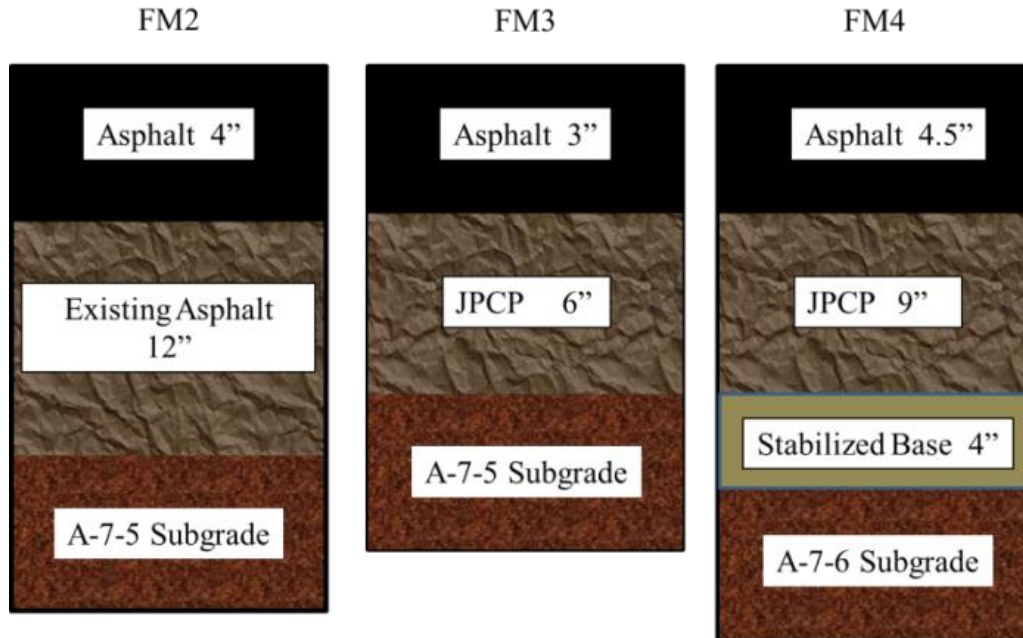 FM2
FM3
FM4
Asphalt 4”
Asphalt 3”
Asphalt 4.5”
Existing Asphalt
12”
JPCP 6”
JPCP 9”
Stabilized Base 4”
A-7-5 Subgrade
A-7-5 Subgrade
A-7-6 Subgrade